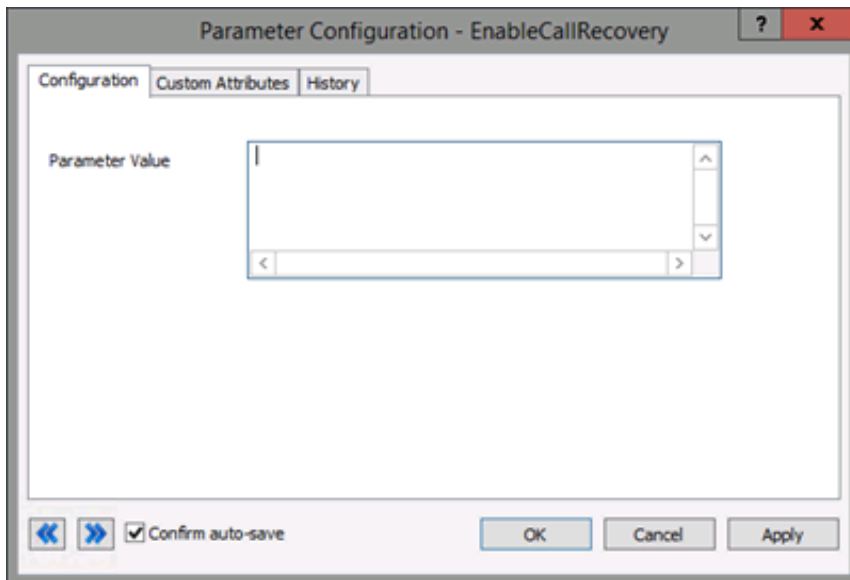 Parameter Configuration - EnableCallRecovery
? x
Configuration Custom Attributes History
Parameter Value
Confirm auto-save OK Cancel Apply